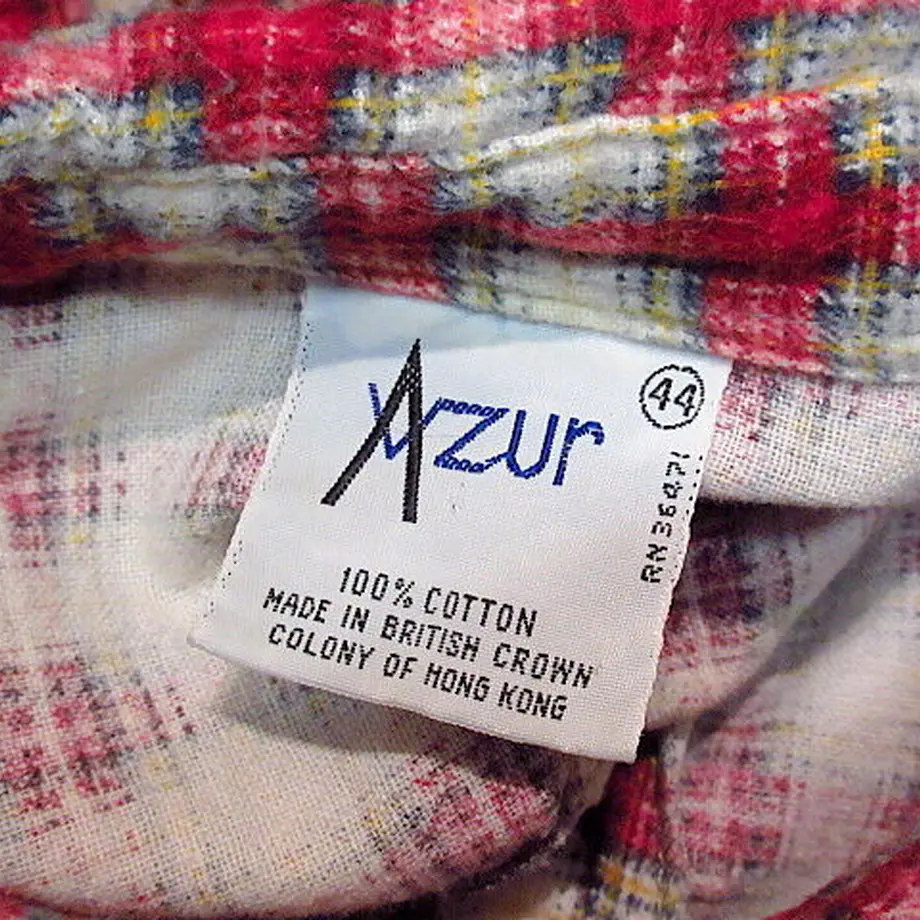 Azur
44
RN 36471
100% COTTON
MADE IN BRITISH CROWN
COLONY OF HONG KONG